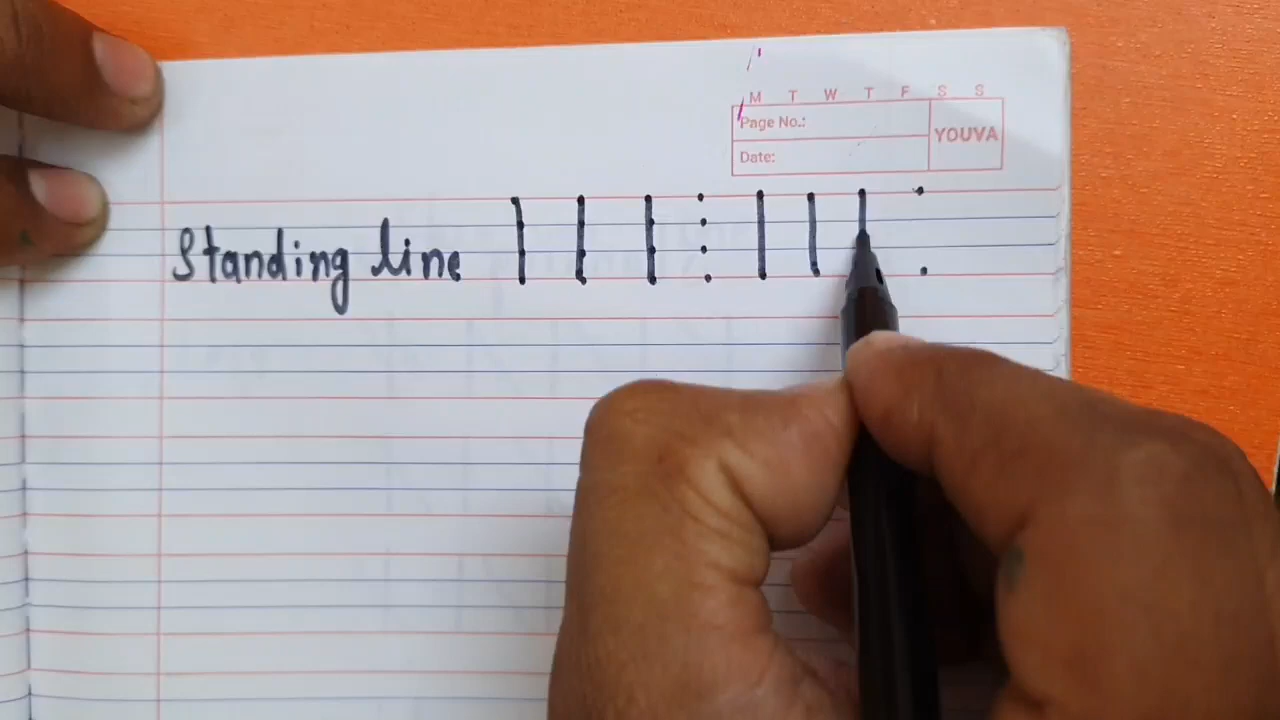 M T W T F S S
Page No.:
YOUVA
Date:
Standing line